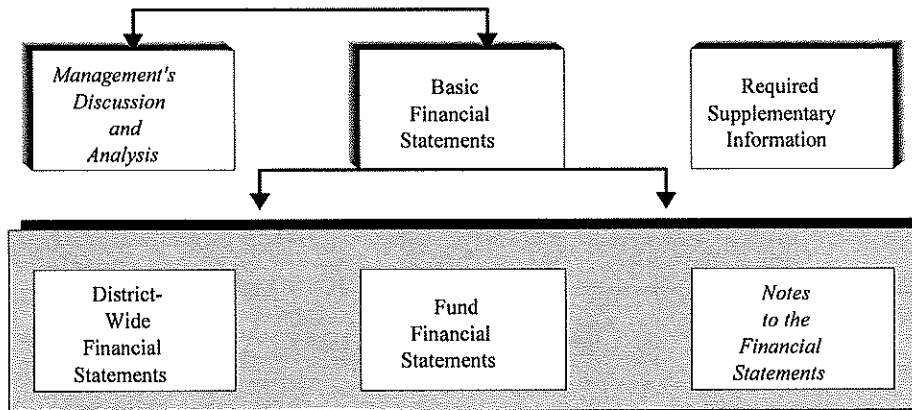 Management's
Discussion
and
Analysis
Basic
Financial
Statements
Required
Supplementary
Information
District-
Wide
Financial
Statements
Fund
Financial
Statements
Notes
to the
Financial
Statements